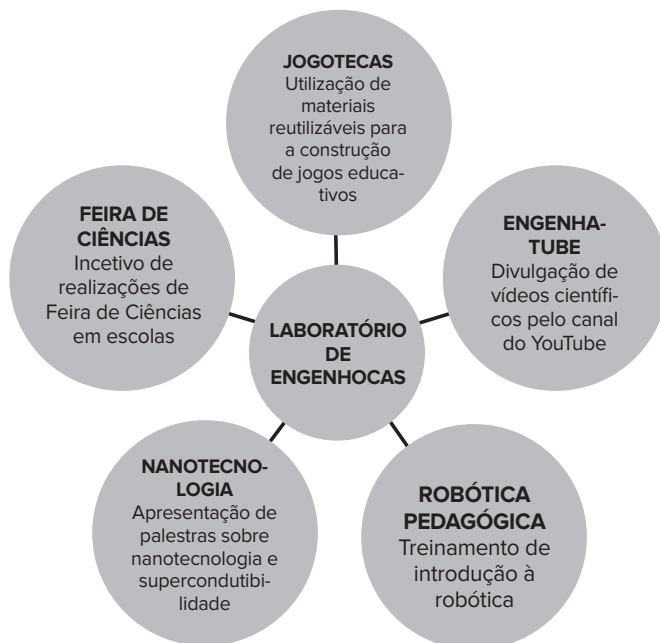 JOGOTECAS
Utilização de
materiais
reutilizáveis para
a construção
de jogos educa-
tivos
FEIRA DE
CIÊNCIAS
Incetivo de
realizações de
Feira de Ciências
em escolas
ENGENHA-
TUBE
Divulgação de
vídeos científi-
cos pelo canal
do YouTube
LABORATÓRIO
DE
ENGENHOCAS
NANOTECNO-
LOGIA
Apresentação de
palestras sobre
nanotecnologia e
supercondutibi-
lidade
ROBÓTICA
PEDAGÓGICA
Treinamento de
introdução à
robótica